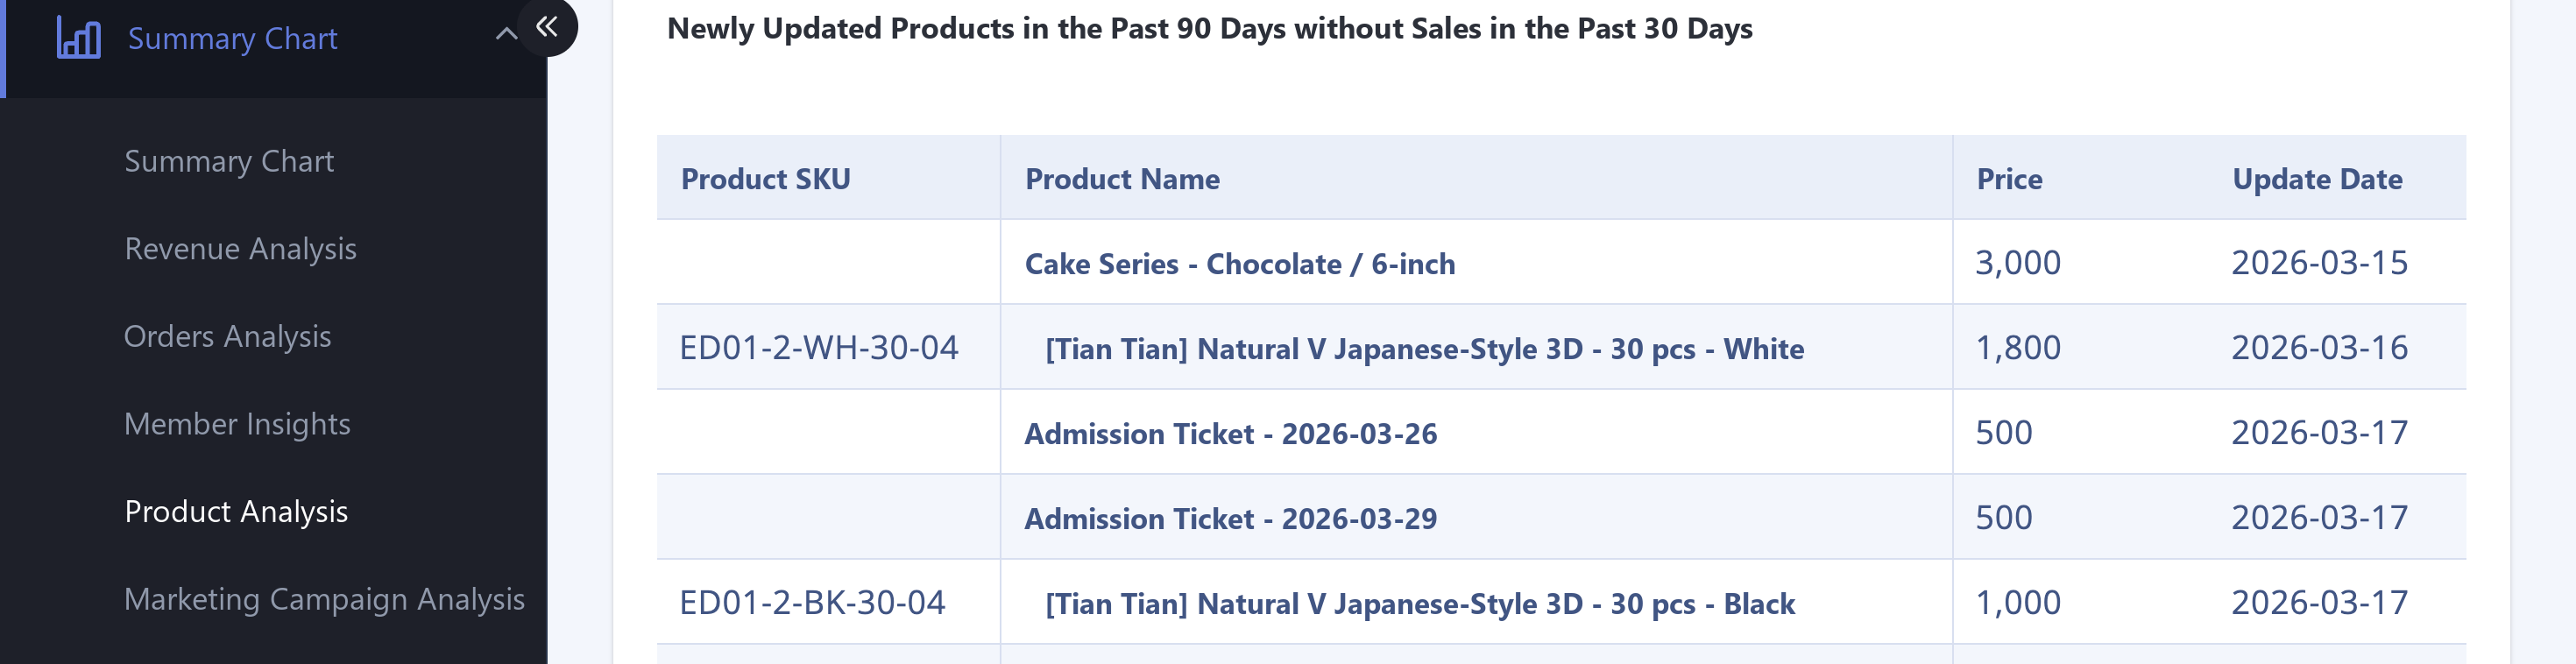 Summary Chart
Summary Chart
Revenue Analysis
Orders Analysis
Member Insights
Product Analysis
Marketing Campaign Analysis
Newly Updated Products in the Past 90 Days without Sales in the Past 30 Days
Product SKU Product Name Price Update Date
Cake Series - Chocolate / 6-inch 3,000 2026-03-15
ED01-2-WH-30-04 [Tian Tian] Natural V Japanese-Style 3D - 30 pcs - White 1,800 2026-03-16
Admission Ticket - 2026-03-26 500 2026-03-17
Admission Ticket - 2026-03-29 500 2026-03-17
ED01-2-BK-30-04 [Tian Tian] Natural V Japanese-Style 3D - 30 pcs - Black 1,000 2026-03-17